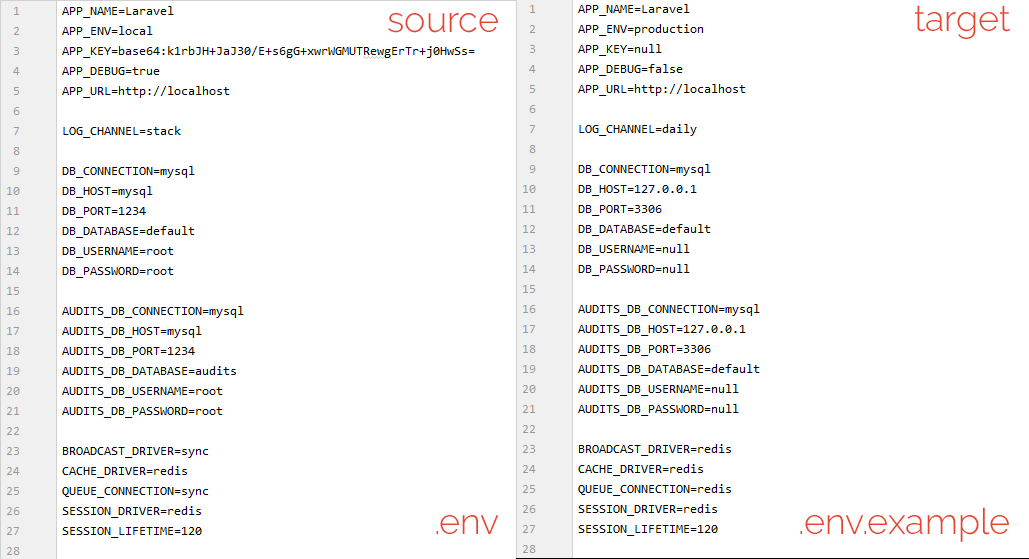 source
1 APP_NAME=Laravel
2 APP_ENV=local
3 APP_KEY=base64:k1rbJH+JaJ30/E+s6gG+xwrWGMUTRewgErTr+j0HwSs=
4 APP_DEBUG=true
5 APP_URL=http://localhost
6
7 LOG_CHANNEL=stack
8
9 DB_CONNECTION=mysql
10 DB_HOST=mysql
11 DB_PORT=1234
12 DB_DATABASE=default
13 DB_USERNAME=root
14 DB_PASSWORD=root
15
16 AUDITS_DB_CONNECTION=mysql
17 AUDITS_DB_HOST=mysql
18 AUDITS_DB_PORT=1234
19 AUDITS_DB_DATABASE=audits
20 AUDITS_DB_USERNAME=root
21 AUDITS_DB_PASSWORD=root
22
23 BROADCAST_DRIVER=sync
24 CACHE_DRIVER=redis
25 QUEUE_CONNECTION=sync
26 SESSION_DRIVER=redis
27 SESSION_LIFETIME=120
28
.env
target
1 APP_NAME=Laravel
2 APP_ENV=production
3 APP_KEY=null
4 APP_DEBUG=false
5 APP_URL=http://localhost
6
7 LOG_CHANNEL=daily
8
9 DB_CONNECTION=mysql
10 DB_HOST=127.0.0.1
11 DB_PORT=3306
12 DB_DATABASE=default
13 DB_USERNAME=null
14 DB_PASSWORD=null
15
16 AUDITS_DB_CONNECTION=mysql
17 AUDITS_DB_HOST=127.0.0.1
18 AUDITS_DB_PORT=3306
19 AUDITS_DB_DATABASE=default
20 AUDITS_DB_USERNAME=null
21 AUDITS_DB_PASSWORD=null
22
23 BROADCAST_DRIVER=redis
24 CACHE_DRIVER=redis
25 QUEUE_CONNECTION=redis
26 SESSION_DRIVER=redis
27 SESSION_LIFETIME=120
28
.env.example